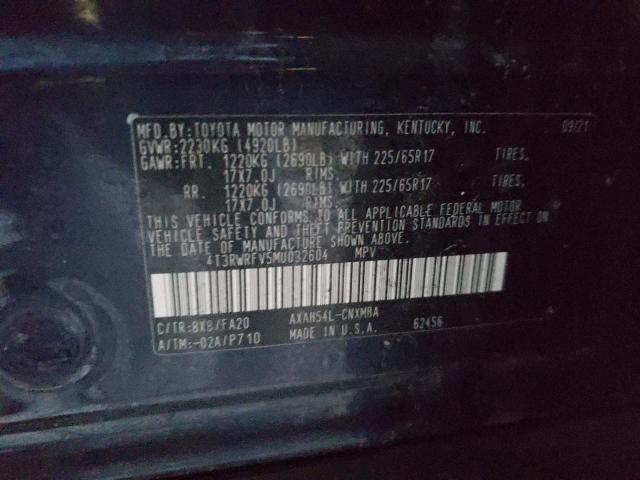 MFD.BY:TOYOTA MOTOR MANUFACTURING, KENTUCKY, INC. 09/21
GVWR:2230KG (4920LB)
GAWR:FRT. 1220KG (2690LB) WITH 225/65R17 TIRES,
17X7.0J RIMS.
RR. 1220KG (2690LB) WITH 225/65R17 TIRES,
17X7.0J RIMS.
THIS VEHICLE CONFORMS TO ALL APPLICABLE FEDERAL MOTOR
VEHICLE SAFETY AND THEFT PREVENTION STANDARDS IN EFFECT ON
THE DATE OF MANUFACTURE SHOWN ABOVE.
4T3RWRFV5MU032604 MPV
C/TR:8X8/FA20 AXAH54L-CNXMBA
A/TM:-02A/P710 MADE IN U.S.A. 62456